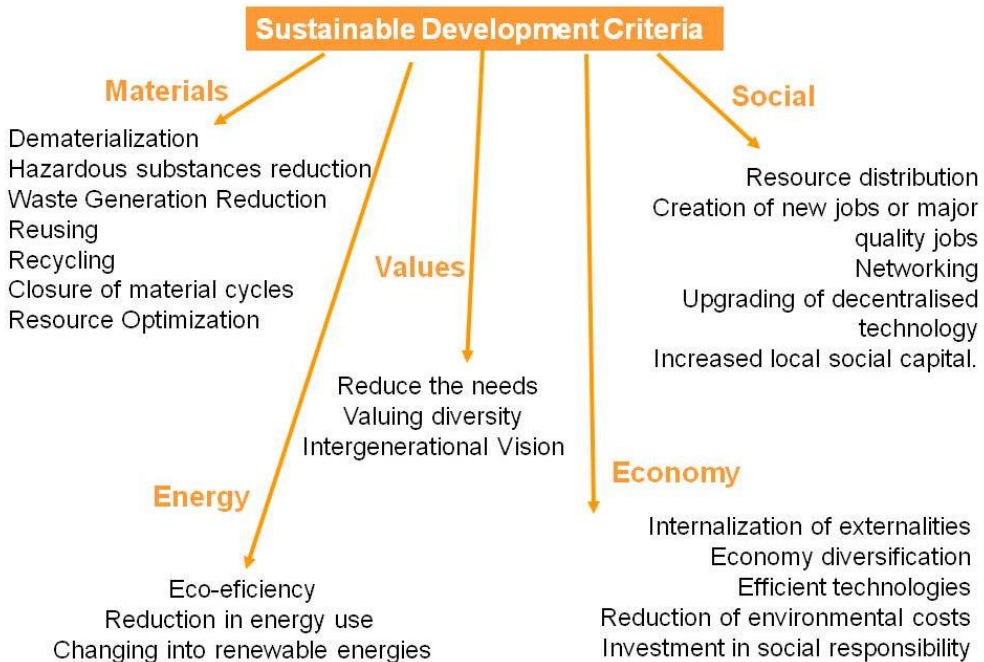 Sustainable Development Criteria
Materials
Dematerialization
Hazardous substances reduction
Waste Generation Reduction
Reusing
Recycling
Closure of material cycles
Resource Optimization
Energy
Eco-eficiency
Reduction in energy use
Changing into renewable energies
Values
Reduce the needs
Valuing diversity
Intergenerational Vision
Economy
Internalization of externalities
Economy diversification
Efficient technologies
Reduction of environmental costs
Investment in social responsibility
Social
Resource distribution
Creation of new jobs or major
quality jobs
Networking
Upgrading of decentralised
technology
Increased local social capital.